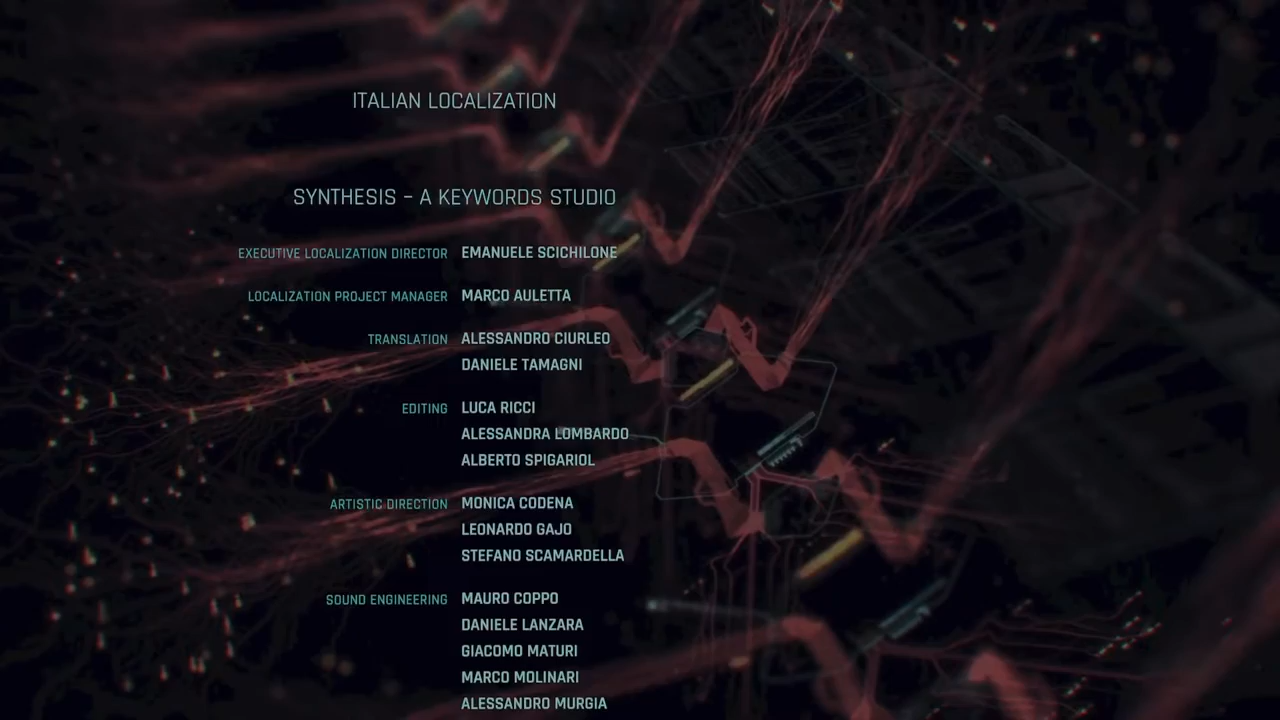 ITALIAN LOCALIZATION
SYNTHESIS – A KEYWORDS STUDIO
EXECUTIVE LOCALIZATION DIRECTOR EMANUELE SCICHILONE
LOCALIZATION PROJECT MANAGER MARCO AULETTA
TRANSLATION ALESSANDRO CIURLEO
DANIELE TAMAGNI
EDITING LUCA RICCI
ALESSANDRA LOMBARDO
ALBERTO SPIGARIOL
ARTISTIC DIRECTION MONICA CODENA
LEONARDO GAJO
STEFANO SCAMARDELLA
SOUND ENGINEERING MAURO COPPO
DANIELE LANZARA
GIACOMO MATURI
MARCO MOLINARI
ALESSANDRO MURGIA